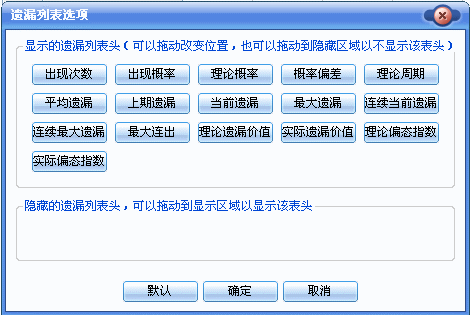 遗漏列表选项
显示的遗漏列表头（可以拖动改变位置，也可以拖动到隐藏区域以不显示该表头）
出现次数 出现概率 理论概率 概率偏差 理论周期
平均遗漏 上期遗漏 当前遗漏 最大遗漏 连续当前遗漏
连续最大遗漏 最大连出 理论遗漏价值 实际遗漏价值 理论偏态指数
实际偏态指数
隐藏的遗漏列表头，可以拖动到显示区域以显示该表头
默认 确定 取消